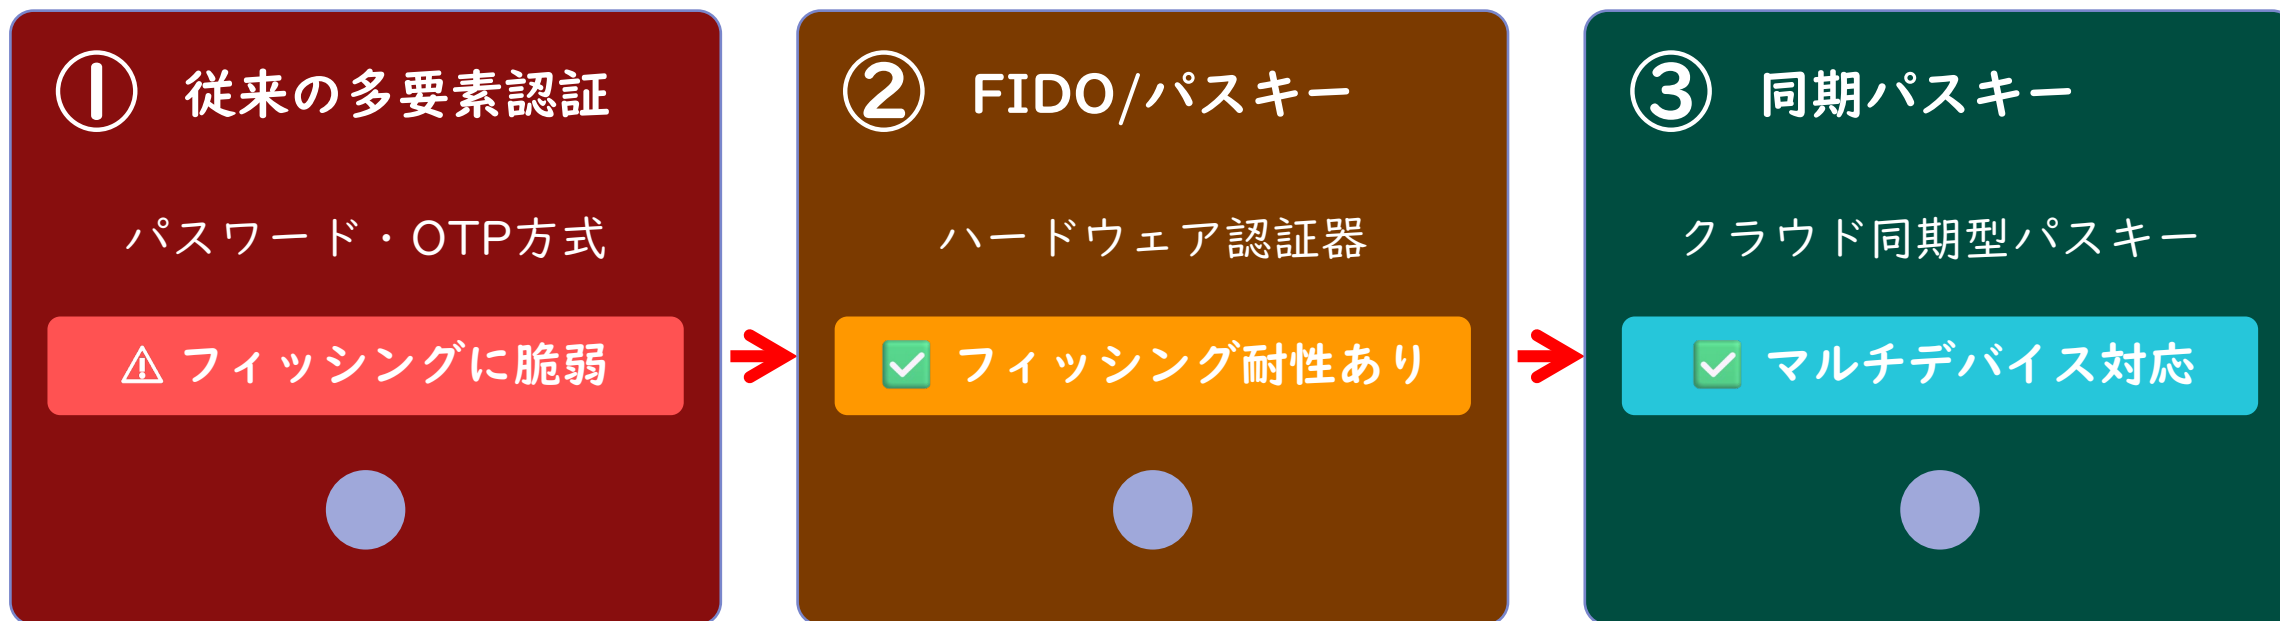 ① 従来の多要素認証
パスワード・OTP方式
⚠ フィッシングに脆弱
② FIDO/パスキー
ハードウェア認証器
✅ フィッシング耐性あり
③ 同期パスキー
クラウド同期型パスキー
✅ マルチデバイス対応